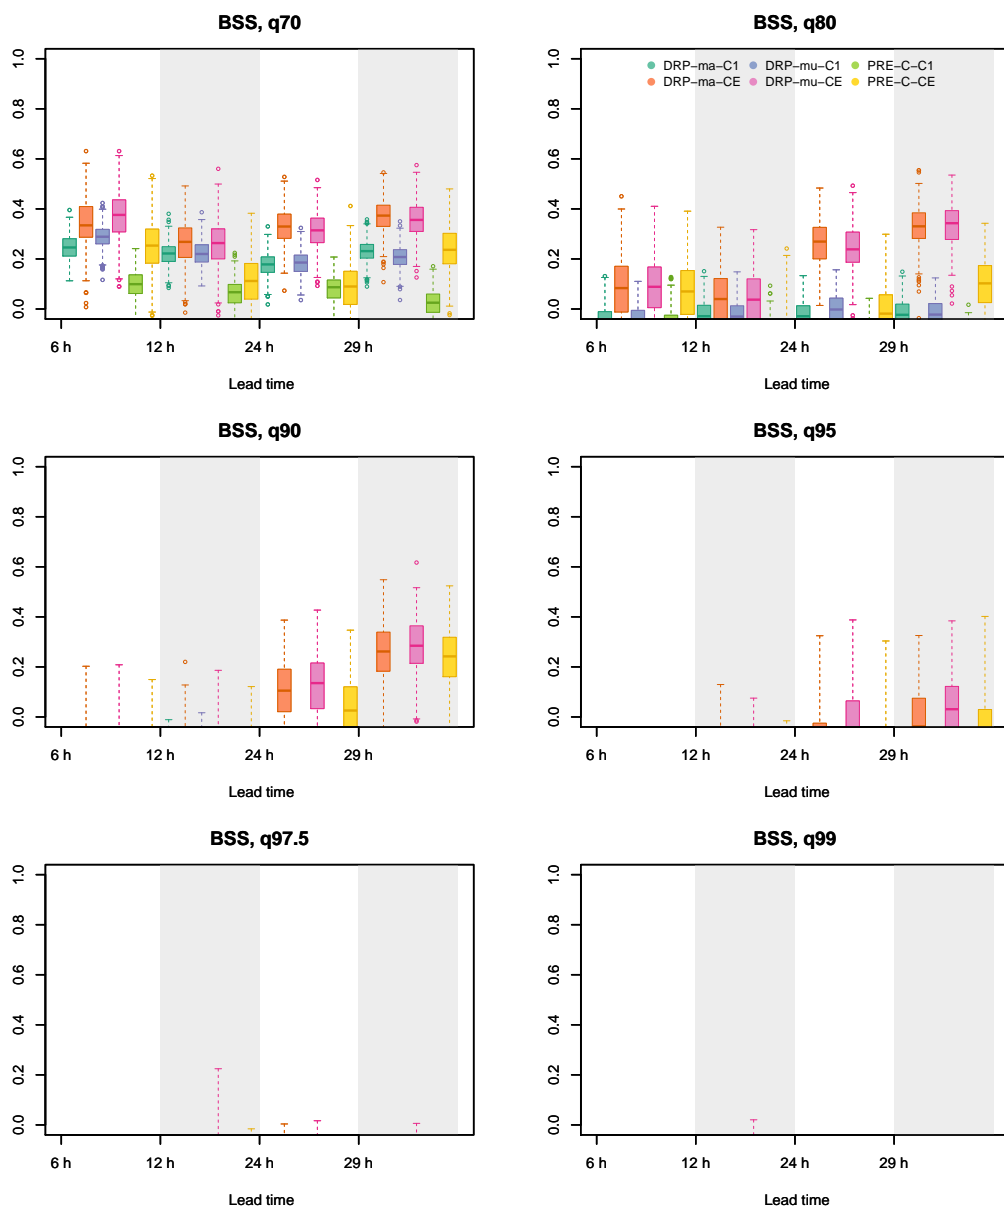 BSS, q70
1.0
0.8
0.6
0.4
0.2
0.0
6 h 12 h 24 h 29 h
Lead time
BSS, q80
DRP−ma−C1 DRP−mu−C1 PRE−C−C1
DRP−ma−CE DRP−mu−CE PRE−C−CE
1.0
0.8
0.6
0.4
0.2
0.0
6 h 12 h 24 h 29 h
Lead time
BSS, q90
1.0
0.8
0.6
0.4
0.2
0.0
6 h 12 h 24 h 29 h
Lead time
BSS, q95
1.0
0.8
0.6
0.4
0.2
0.0
6 h 12 h 24 h 29 h
Lead time
BSS, q97.5
1.0
0.8
0.6
0.4
0.2
0.0
6 h 12 h 24 h 29 h
Lead time
BSS, q99
1.0
0.8
0.6
0.4
0.2
0.0
6 h 12 h 24 h 29 h
Lead time